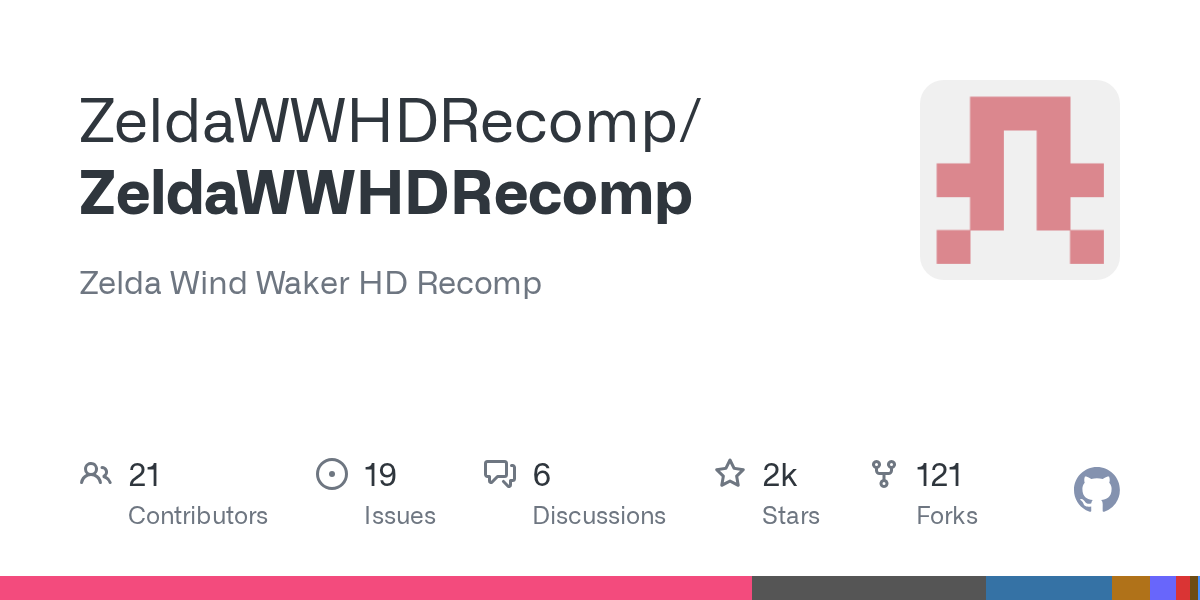 ZeldaWWHDRecomp/
ZeldaWWHDRecomp
Zelda Wind Waker HD Recomp
21
Contributors
19
Issues
6
Discussions
2k
Stars
121
Forks